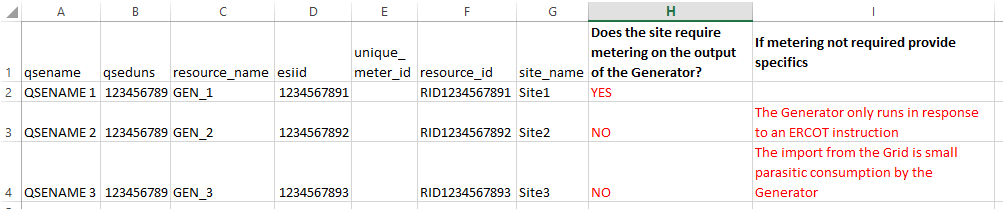 A B C D E F G H I
1 qsename qseduns resource_name esiid unique_ meter_id resource_id site_name Does the site require metering on the output of the Generator? If metering not required provide specifics
2 QSENAME 1 123456789 GEN_1 1234567891 RID1234567891 Site1 YES
3 QSENAME 2 123456789 GEN_2 1234567892 RID1234567892 Site2 NO The Generator only runs in response to an ERCOT instruction
4 QSENAME 3 123456789 GEN_3 1234567893 RID1234567893 Site3 NO The import from the Grid is small parasitic consumption by the Generator